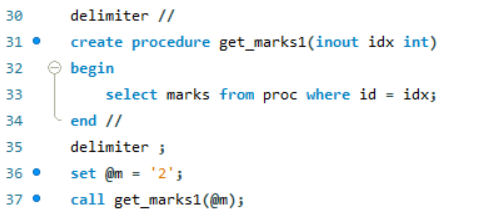 30 delimiter //
31 create procedure get_marks1(inout idx int)
32 begin
33 select marks from proc where id = idx;
34 end //
35 delimiter ;
36 set @m = '2';
37 call get_marks1(@m);